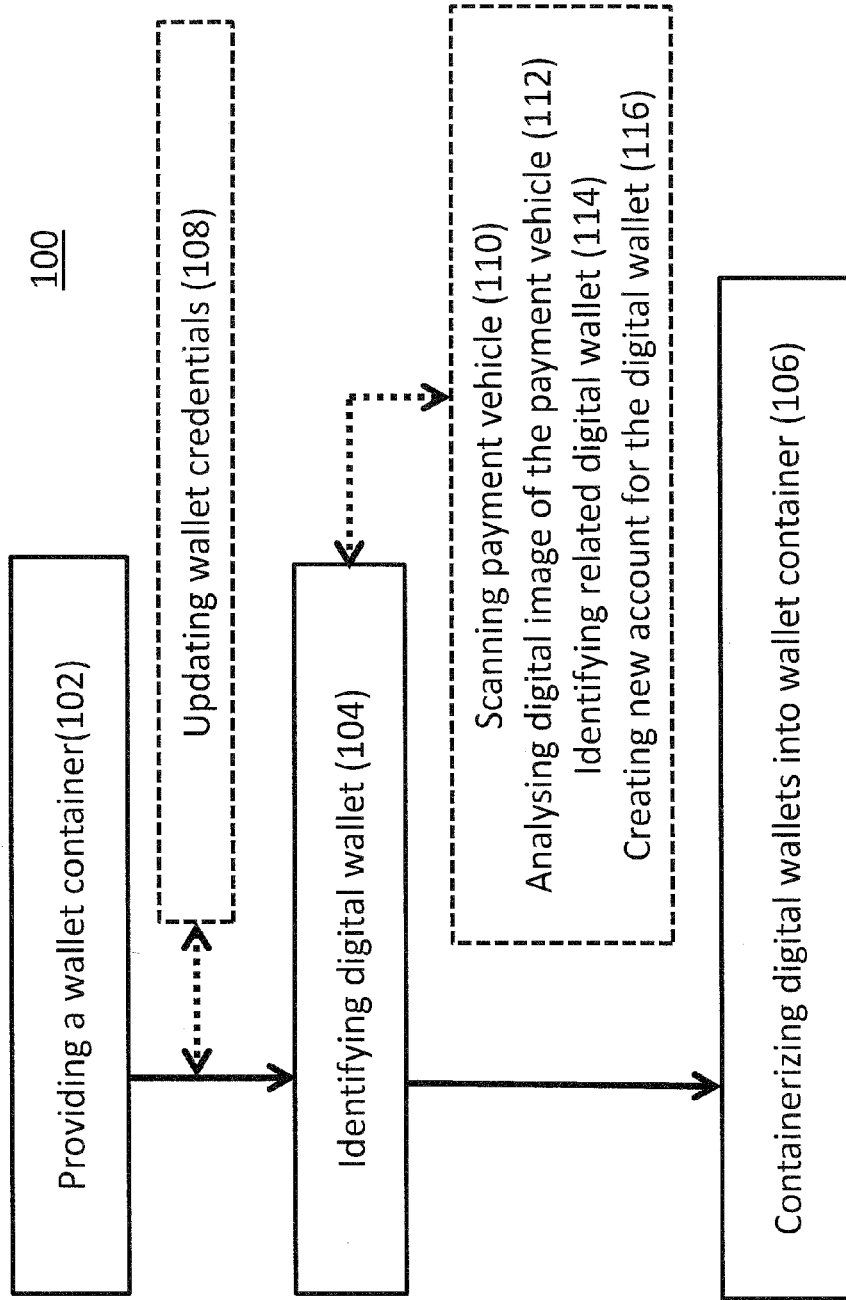 100
Providing a wallet container(102)
Updating wallet credentials (108)
Identifying digital wallet (104)
Scanning payment vehicle (110)
Analysing digital image of the payment vehicle (112)
Identifying related digital wallet (114)
Creating new account for the digital wallet (116)
Containerizing digital wallets into wallet container (106)